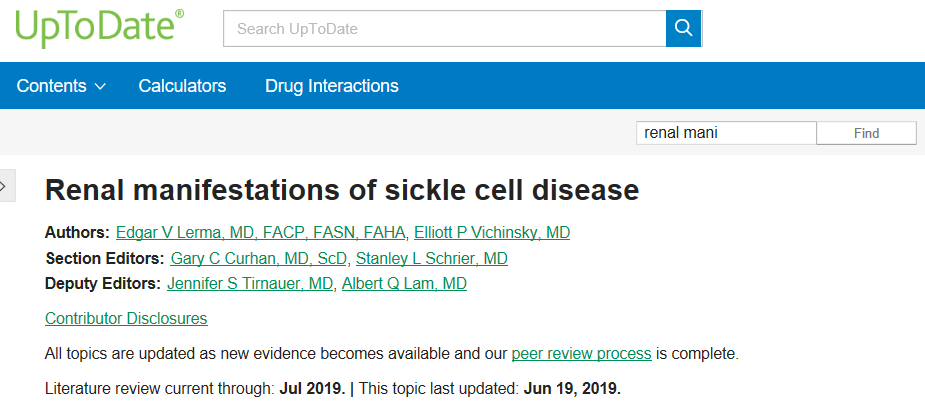 UpToDate®
Search UpToDate
Contents Calculators Drug Interactions
renal mani Find
Renal manifestations of sickle cell disease
Authors: Edgar V Lerma, MD, FACP, FASN, FAHA, Elliott P Vichinsky, MD
Section Editors: Gary C Curhan, MD, ScD, Stanley L Schrier, MD
Deputy Editors: Jennifer S Tirnauer, MD, Albert Q Lam, MD
Contributor Disclosures
All topics are updated as new evidence becomes available and our peer review process is complete.
Literature review current through: Jul 2019. | This topic last updated: Jun 19, 2019.